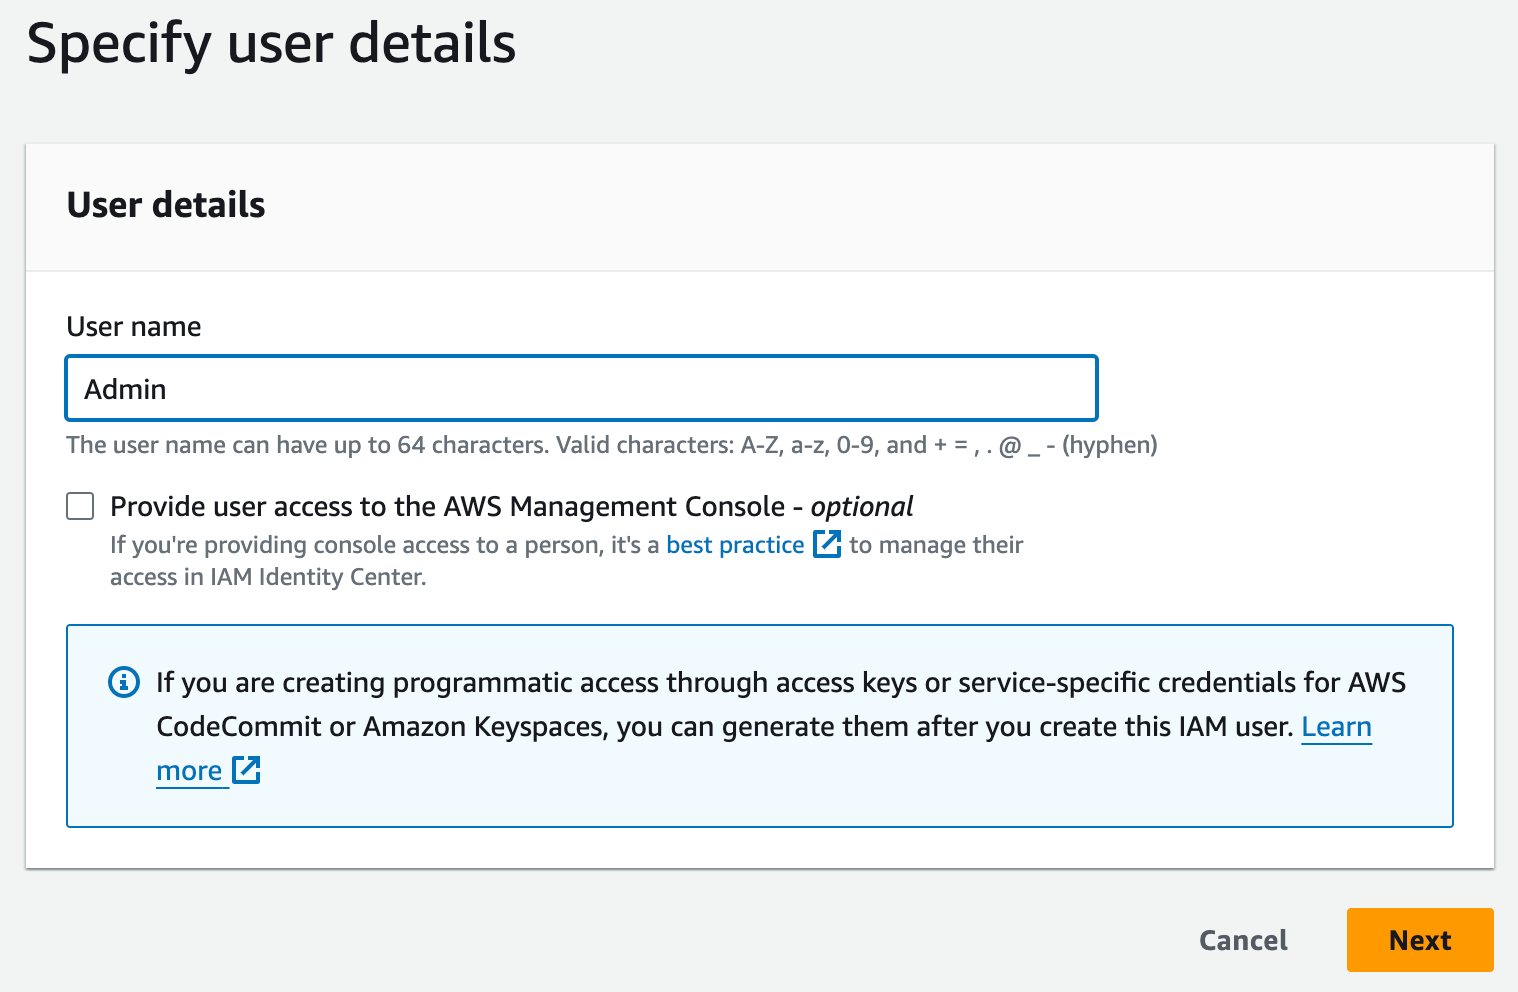 Specify user details
User details
User name
Admin
The user name can have up to 64 characters. Valid characters: A-Z, a-z, 0-9, and + = , . @ _ - (hyphen)
Provide user access to the AWS Management Console - optional
If you're providing console access to a person, it's a best practice to manage their
access in IAM Identity Center.
If you are creating programmatic access through access keys or service-specific credentials for AWS
CodeCommit or Amazon Keyspaces, you can generate them after you create this IAM user. Learn
more
Cancel Next